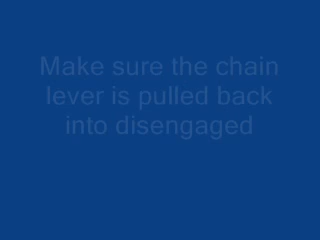 Make sure the chain
lever is pulled back
into disengaged